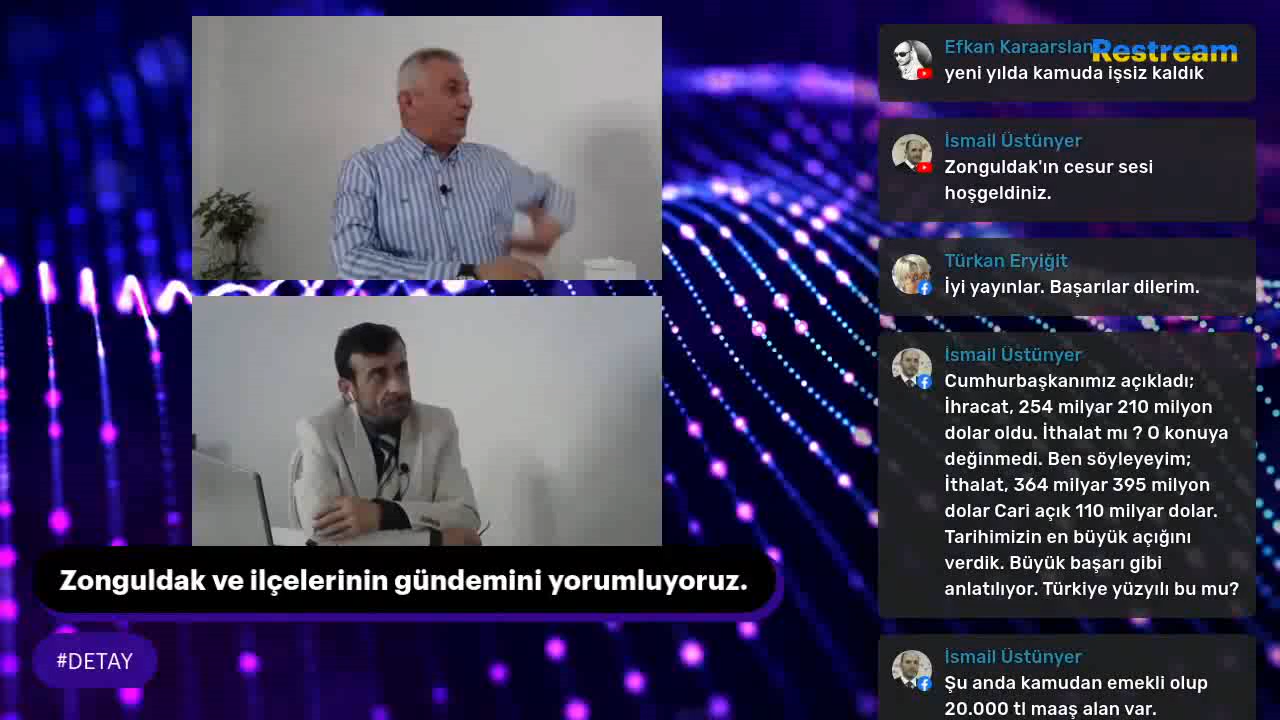 Efkan Karaarslan
Restream
yeni yılda kamuda işsiz kaldık
İsmail Üstünyer
Zonguldak'ın cesur sesi
hoşgeldiniz.
Türkan Eryiğit
İyi yayınlar. Başarılar dilerim.
İsmail Üstünyer
Cumhurbaşkanımız açıkladı;
İhracat, 254 milyar 210 milyon
dolar oldu. İthalat mı ? O konuya
değinmedi. Ben söyleyeyim;
İthalat, 364 milyar 395 milyon
dolar Cari açık 110 milyar dolar.
Tarihimizin en büyük açığını
verdik. Büyük başarı gibi
anlatılıyor. Türkiye yüzyılı bu mu?
İsmail Üstünyer
Şu anda kamudan emekli olup
20.000 tl maaş alan var.
Zonguldak ve ilçelerinin gündemini yorumluyoruz.
#DETAY